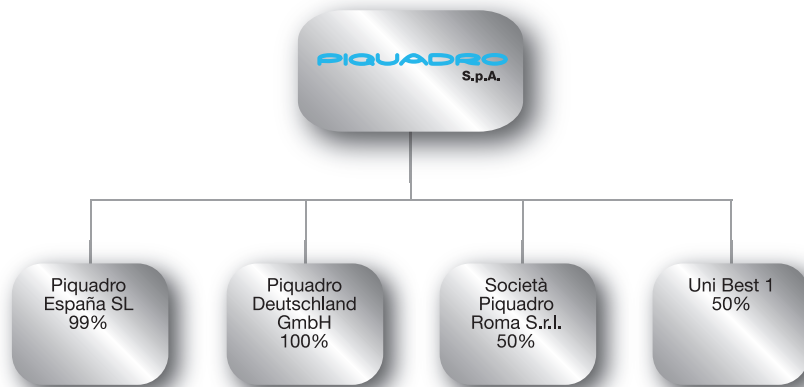 PIQUADRO
S.p.A.
Piquadro
España SL
99%
Piquadro
Deutschland
GmbH
100%
Società
Piquadro
Roma S.r.l.
50%
Uni Best 1
50%